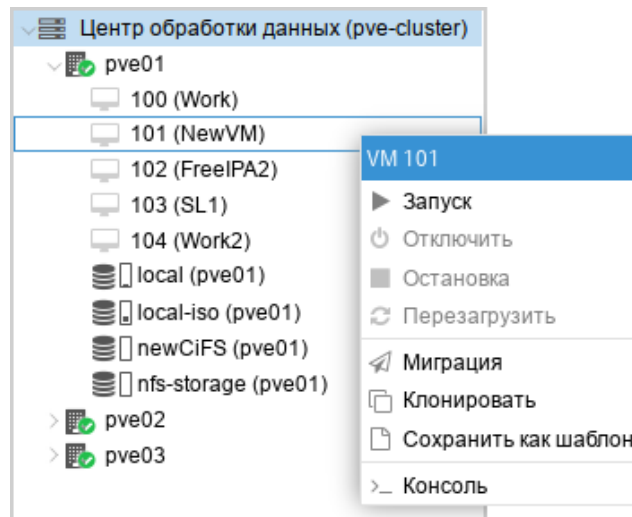 Центр обработки данных (pve-cluster)
pve01
100 (Work)
101 (NewVM)
102 (FreeIPA2)
103 (SL1)
104 (Work2)
local (pve01)
local-iso (pve01)
newCiFS (pve01)
nfs-storage (pve01)
pve02
pve03
VM 101
Запуск
Отключить
Остановка
Перезагрузить
Миграция
Клонировать
Сохранить как шаблон
Консоль